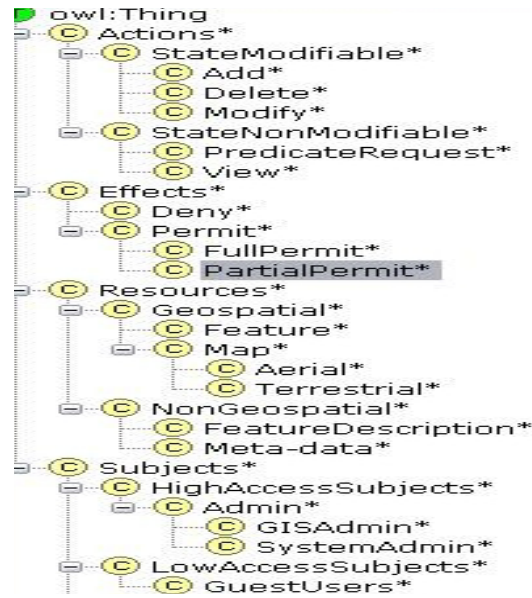 owl:Thing
C Actions*
C StateModifiable*
C Add*
C Delete*
C Modify*
C StateNonModifiable*
C PredicateRequest*
C View*
C Effects*
C Deny*
C Permit*
C FullPermit*
C PartialPermit*
C Resources*
C Geospatial*
C Feature*
C Map*
C Aerial*
C Terrestrial*
C NonGeospatial*
C FeatureDescription*
C Meta-data*
C Subjects*
C HighAccessSubjects*
C Admin*
C GISAdmin*
C SystemAdmin*
C LowAccessSubjects*
C GuestUsers*